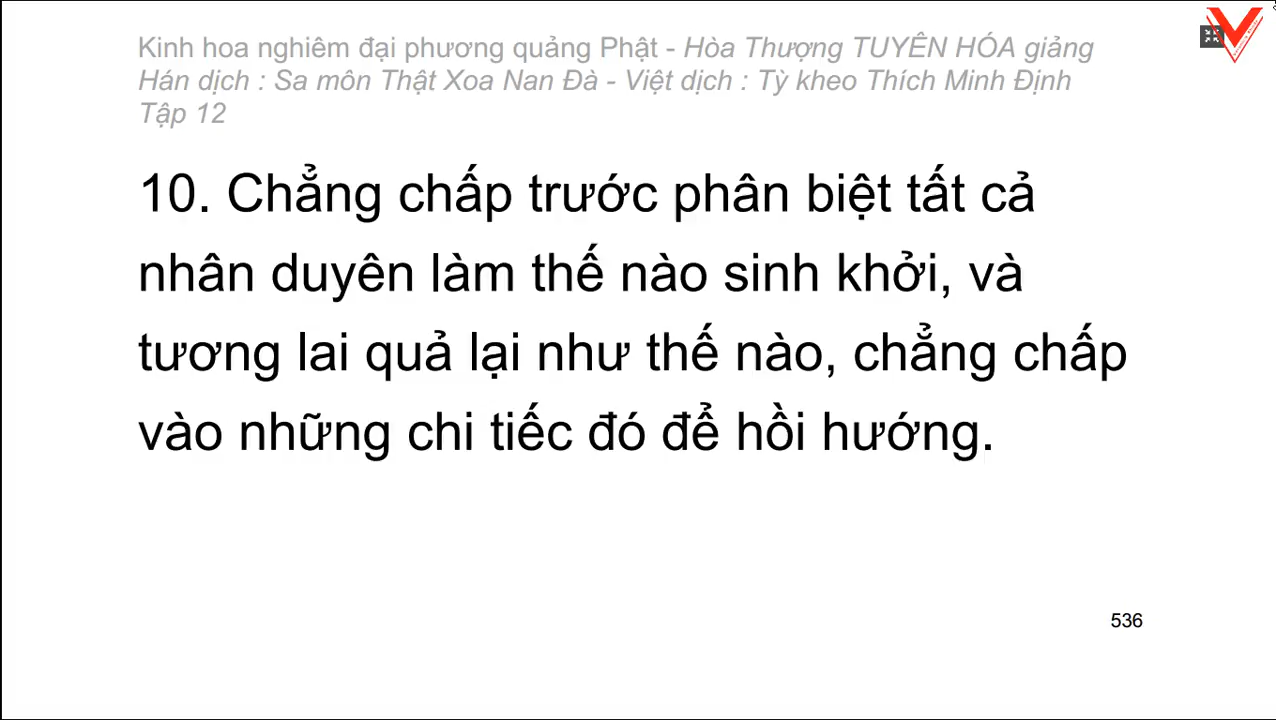 Kinh hoa nghiêm đại phương quảng Phật - Hòa Thượng TUYÊN HÓA giảng
Hán dịch : Sa môn Thật Xoa Nan Đà - Việt dịch : Tỳ kheo Thích Minh Định
Tập 12
10. Chẳng chấp trước phân biệt tất cả
nhân duyên làm thế nào sinh khởi, và
tương lai quả lại như thế nào, chẳng chấp
vào những chi tiếc đó để hồi hướng.
536